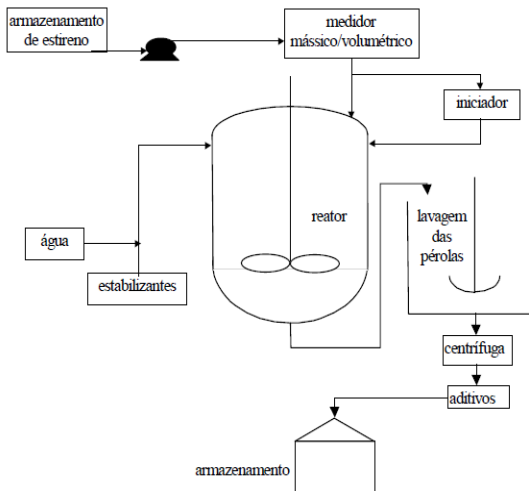 armazenamento
de estireno
medidor
mássico/volumétrico
iniciador
reator
lavagem
das
pérolas
água
estabilizantes
centrífuga
aditivos
armazenamento